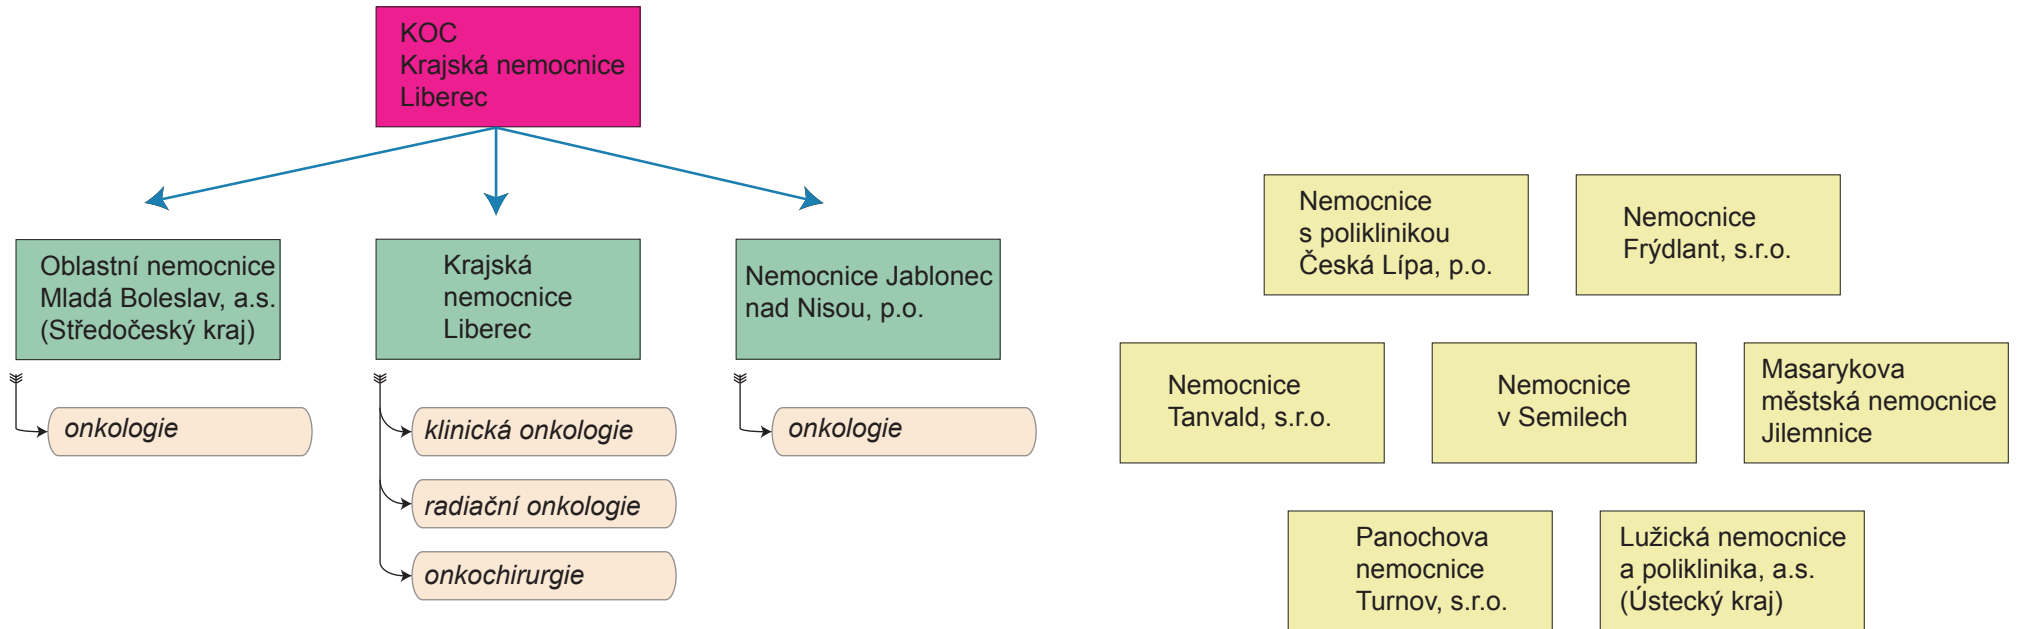 KOC
Krajská nemocnice
Liberec
Oblastní nemocnice
Mladá Boleslav, a.s.
(Středočeský kraj)
onkologie
Krajská
nemocnice
Liberec
klinická onkologie
radiační onkologie
onkochirurgie
Nemocnice Jablonec
nad Nisou, p.o.
onkologie
Nemocnice
s poliklinikou
Česká Lípa, p.o.
Nemocnice
Frýdlant, s.r.o.
Nemocnice
Tanvald, s.r.o.
Nemocnice
v Semilech
Masarykova
městská nemocnice
Jilemnice
Panochova
nemocnice
Turnov, s.r.o.
Lužická nemocnice
a poliklinika, a.s.
(Ústecký kraj)